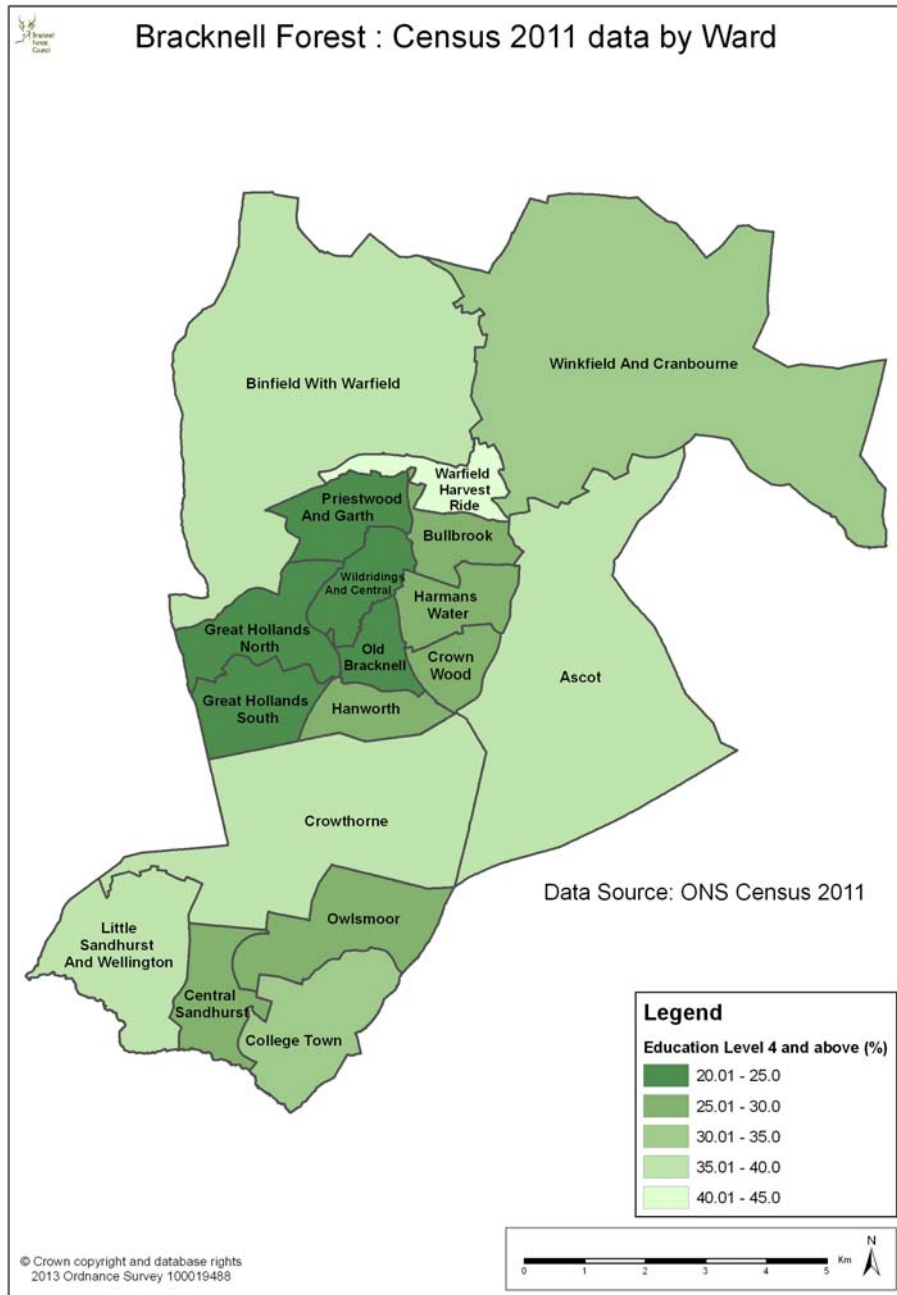 Bracknell
Forest
Council
Bracknell Forest : Census 2011 data by Ward
Winkfield And Cranbourne
Binfield With Warfield
Warfield
Harvest
Ride
Priestwood
And Garth
Bullbrook
Wildridings
And Central
Harmans
Water
Great Hollands
North
Old
Bracknell
Crown
Wood
Ascot
Great Hollands
South
Hanworth
Crowthorne
Data Source: ONS Census 2011
Owlsmoor
Little
Sandhurst
And Wellington
Central
Sandhurst
College Town
Legend
Education Level 4 and above (%)
20.01 - 25.0
25.01 - 30.0
30.01 - 35.0
35.01 - 40.0
40.01 - 45.0
© Crown copyright and database rights
2013 Ordnance Survey 100019488
N
Km
0 1 2 3 4 5